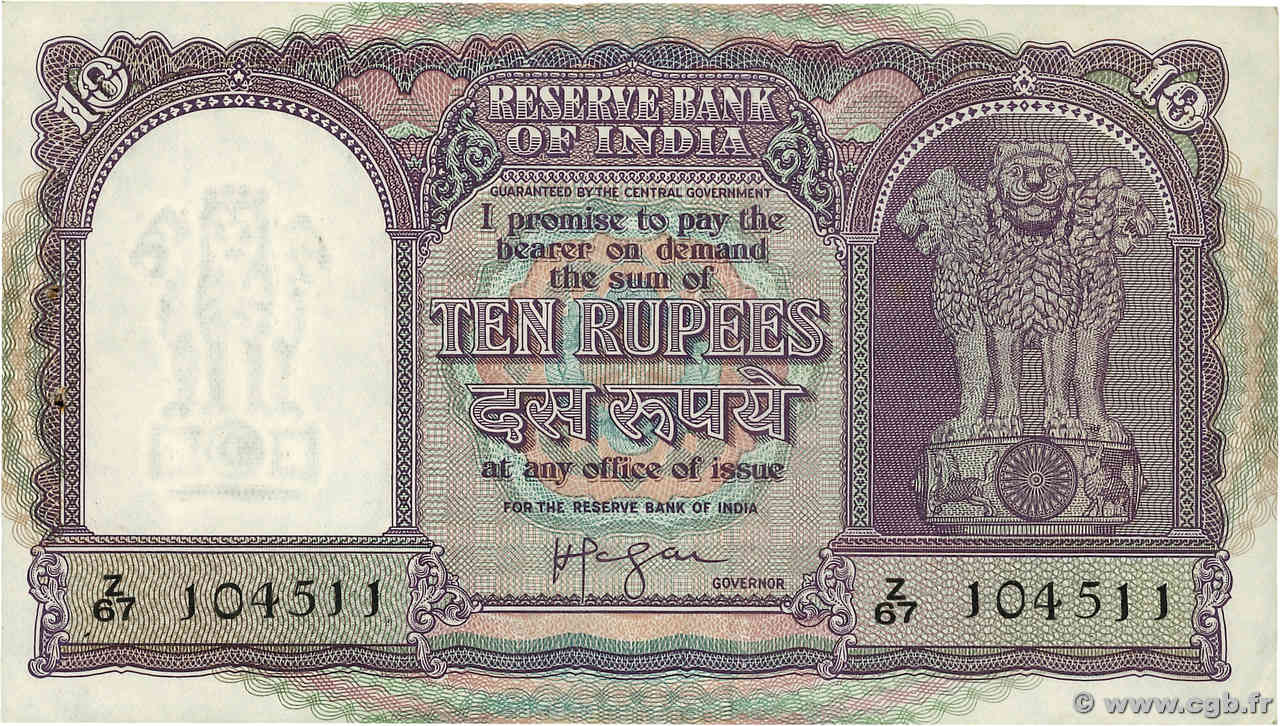 10 10
RESERVE BANK
OF INDIA
GUARANTEED BY THE CENTRAL GOVERNMENT
I promise to pay the
bearer on demand
the sum of
TEN RUPEES
दस रूपये
at any office of issue
FOR THE RESERVE BANK OF INDIA
GOVERNOR
Z/67 104511 Z/67 104511
© www.cgb.fr